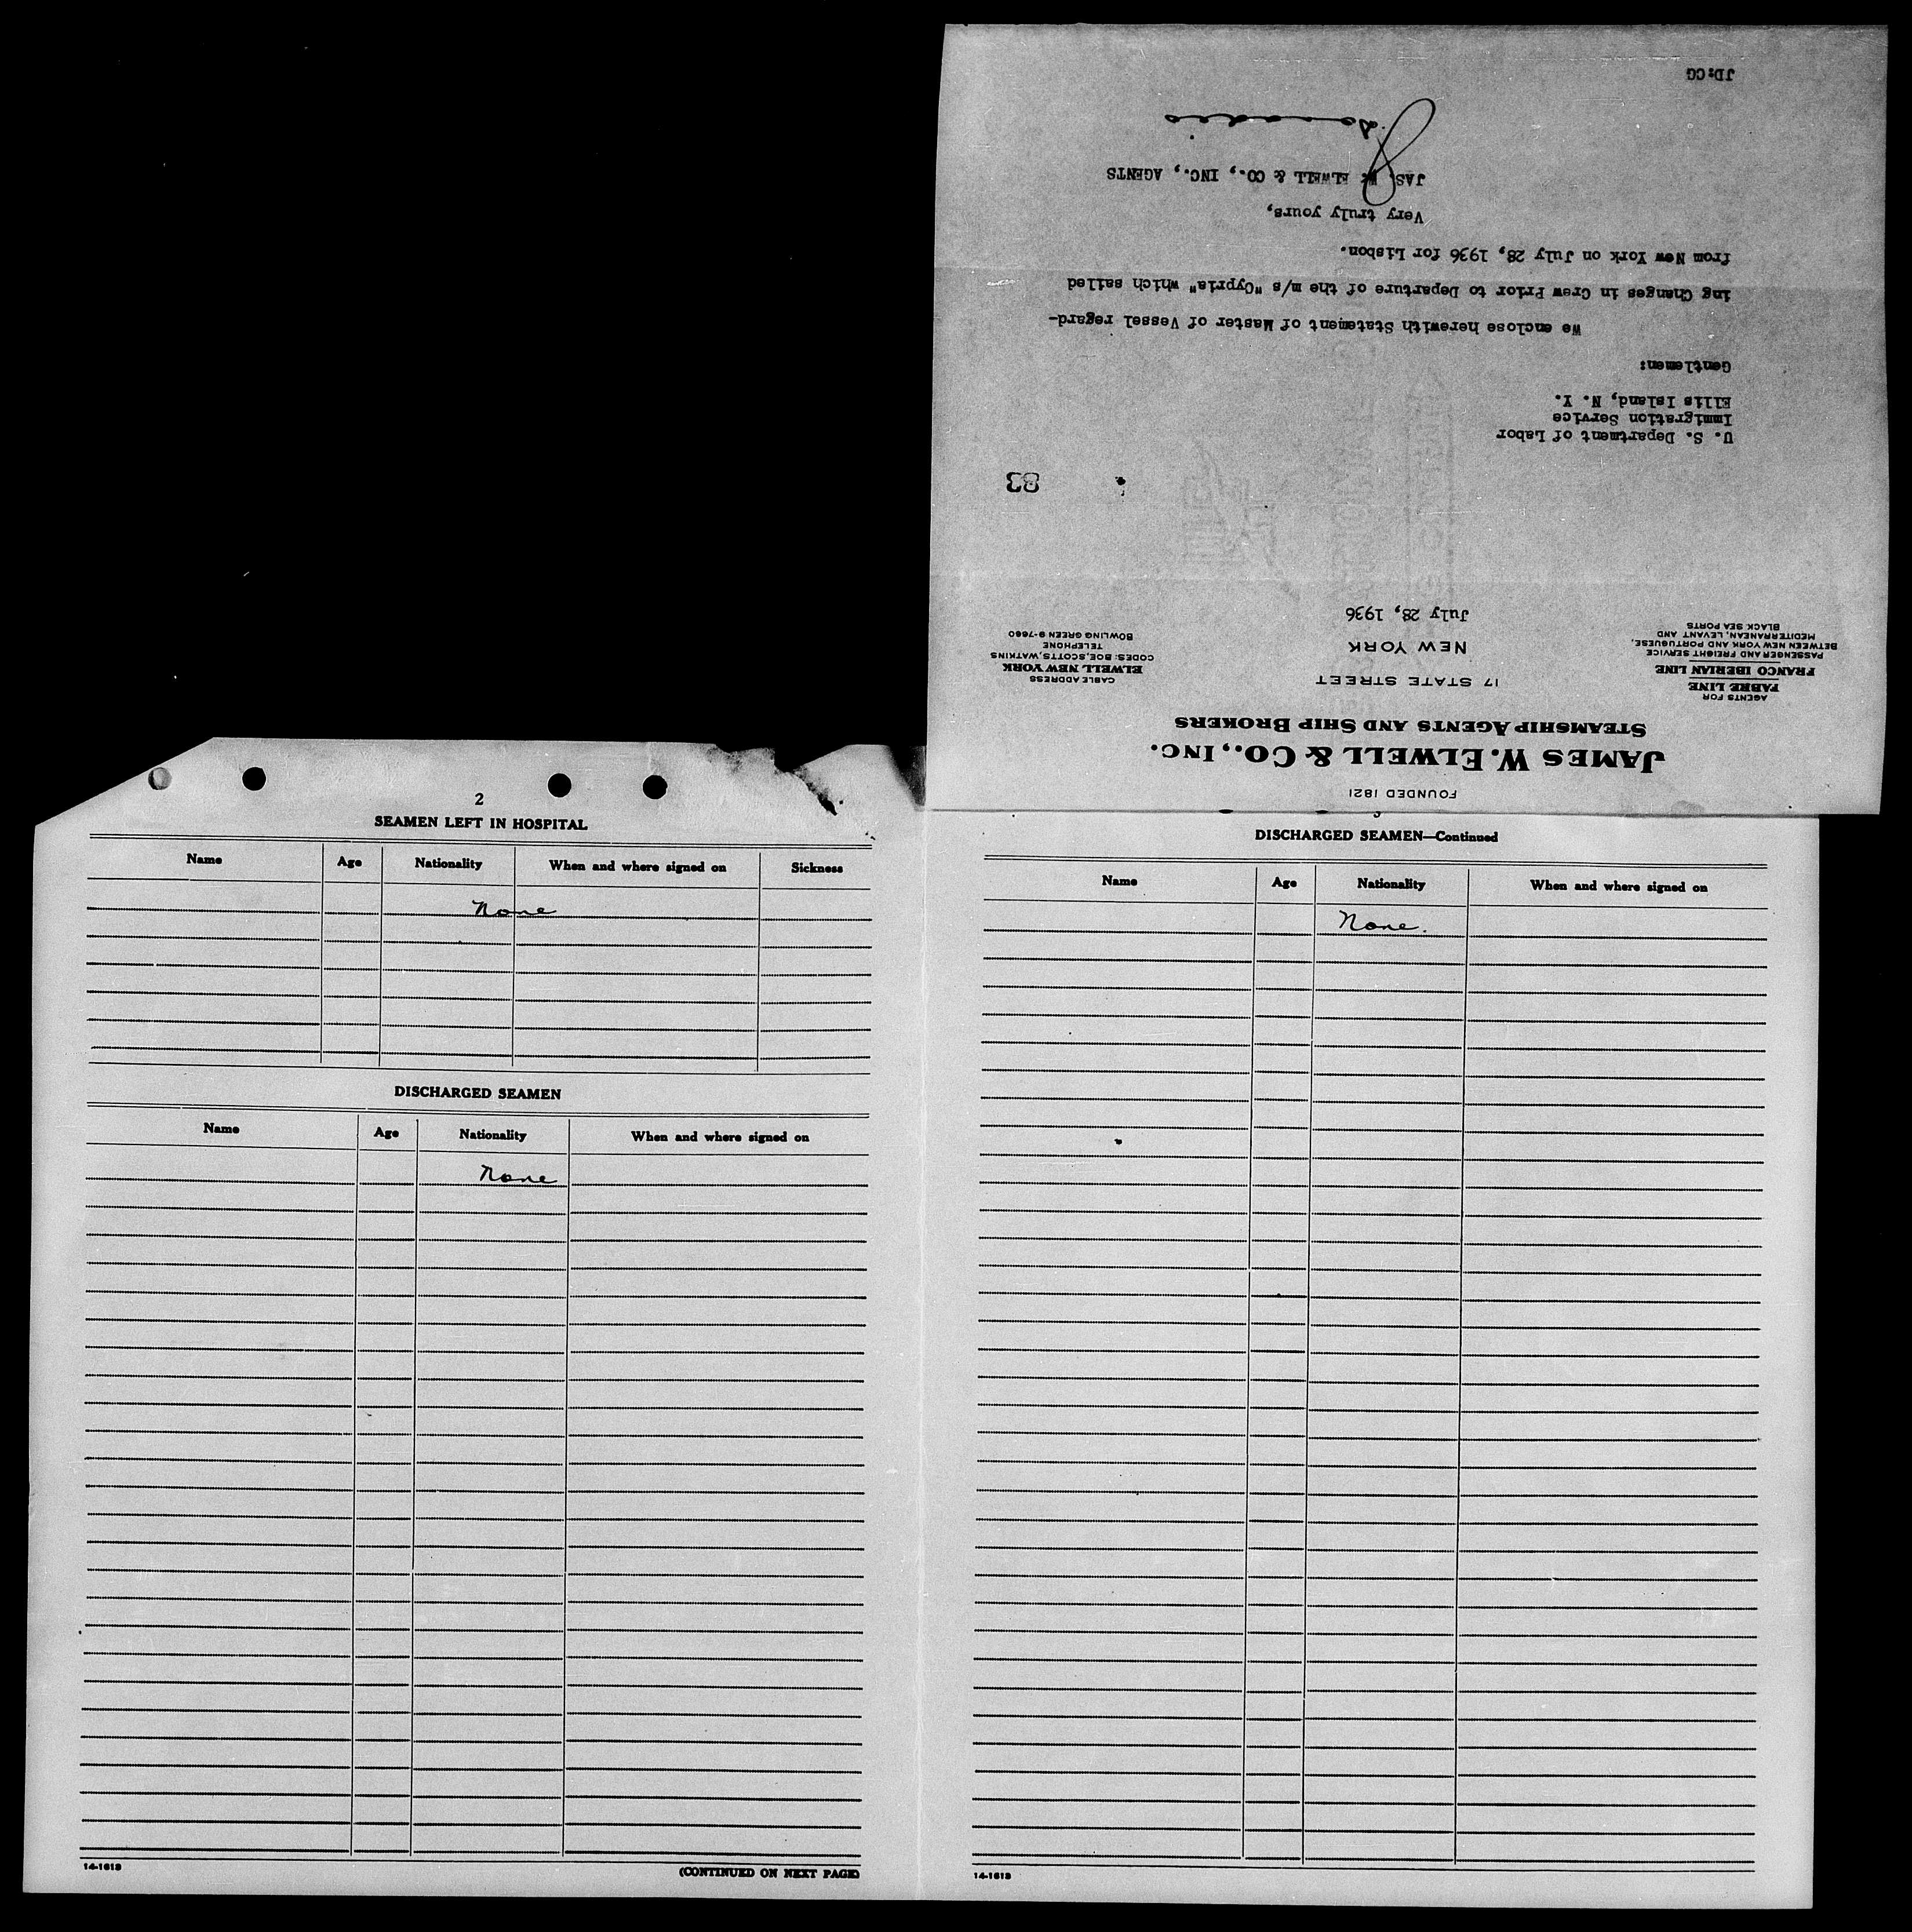 FOUNDED 1821
JAMES W. ELWELL & CO., INC.
STEAMSHIP AGENTS AND SHIP BROKERS
17 STATE STREET
NEW YORK
AGENTS FOR
FABRE LINE
FRANCO IBERIAN LINE
PASSENGER AND FREIGHT SERVICE
BETWEEN NEW YORK AND PORTUGUESE,
MEDITERRANEAN, LEVANT AND
BLACK SEA PORTS
CABLE ADDRESS
ELWELL NEW YORK
CODES: BOE, SCOTTS, WATKINS
TELEPHONE
BOWLING GREEN 9-7660
July 28, 1936
83
U. S. Department of Labor
Immigration Service
Ellis Island, N. Y.
Gentlemen:
We enclose herewith Statement of Master of Vessel regard-
ing Changes in Crew Prior to Departure of the m/s "Cypria" which sailed
from New York on July 28, 1936 for Lisbon.
Very truly yours,
JAS. W. ELWELL & CO., INC., AGENTS
J. Donadio
JD:CG
2
SEAMEN LEFT IN HOSPITAL
Name Age Nationality When and where signed on Sickness
None
DISCHARGED SEAMEN
Name Age Nationality When and where signed on
None
14-1613
(CONTINUED ON NEXT PAGE)
DISCHARGED SEAMEN—Continued
Name Age Nationality When and where signed on
None.
14-1613